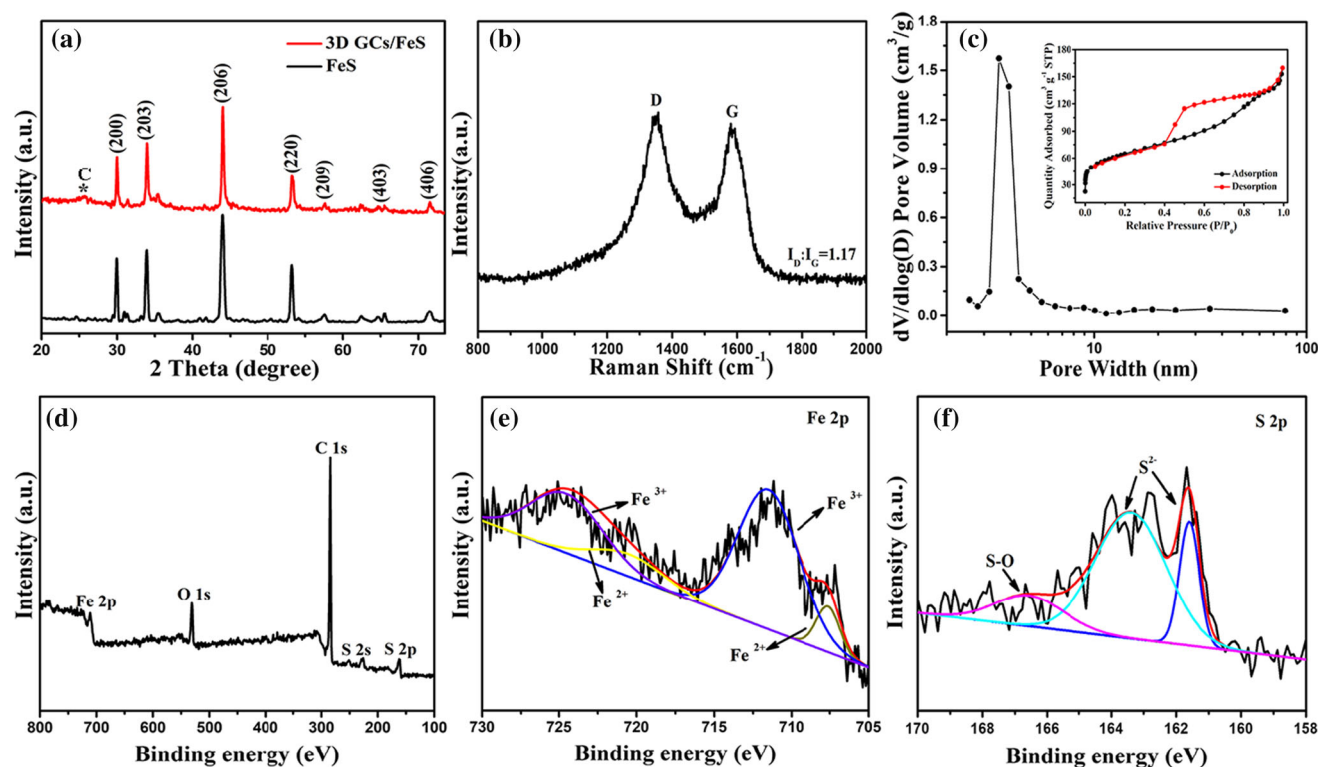 (a)
3D GCs/FeS
FeS
C
*
(200)
(203)
(206)
(220)
(209)
(403)
(406)
Intensity (a.u.)
20 30 40 50 60 70
2 Theta (degree)
(b)
D
G
I_D:I_G=1.17
Intensity (a.u.)
800 1000 1200 1400 1600 1800 2000
Raman Shift (cm⁻¹)
(c)
dV/dlog(D) Pore Volume (cm³/g)
1.8
1.5
1.2
0.9
0.6
0.3
0.0
10 100
Pore Width (nm)
Quantity Adsorbed (cm³ g⁻¹ STP)
180
150
120
90
60
30
Adsorption
Desorption
0.0 0.2 0.4 0.6 0.8 1.0
Relative Pressure (P/P₀)
(d)
Fe 2p
O 1s
C 1s
S 2s
S 2p
Intensity (a.u.)
800 700 600 500 400 300 200 100
Binding energy (eV)
(e)
Fe 2p
Fe³⁺
Fe³⁺
Fe²⁺
Fe²⁺
Intensity (a.u.)
730 725 720 715 710 705
Binding energy (eV)
(f)
S 2p
S²⁻
S-O
Intensity (a.u.)
170 168 166 164 162 160 158
Binding energy (eV)